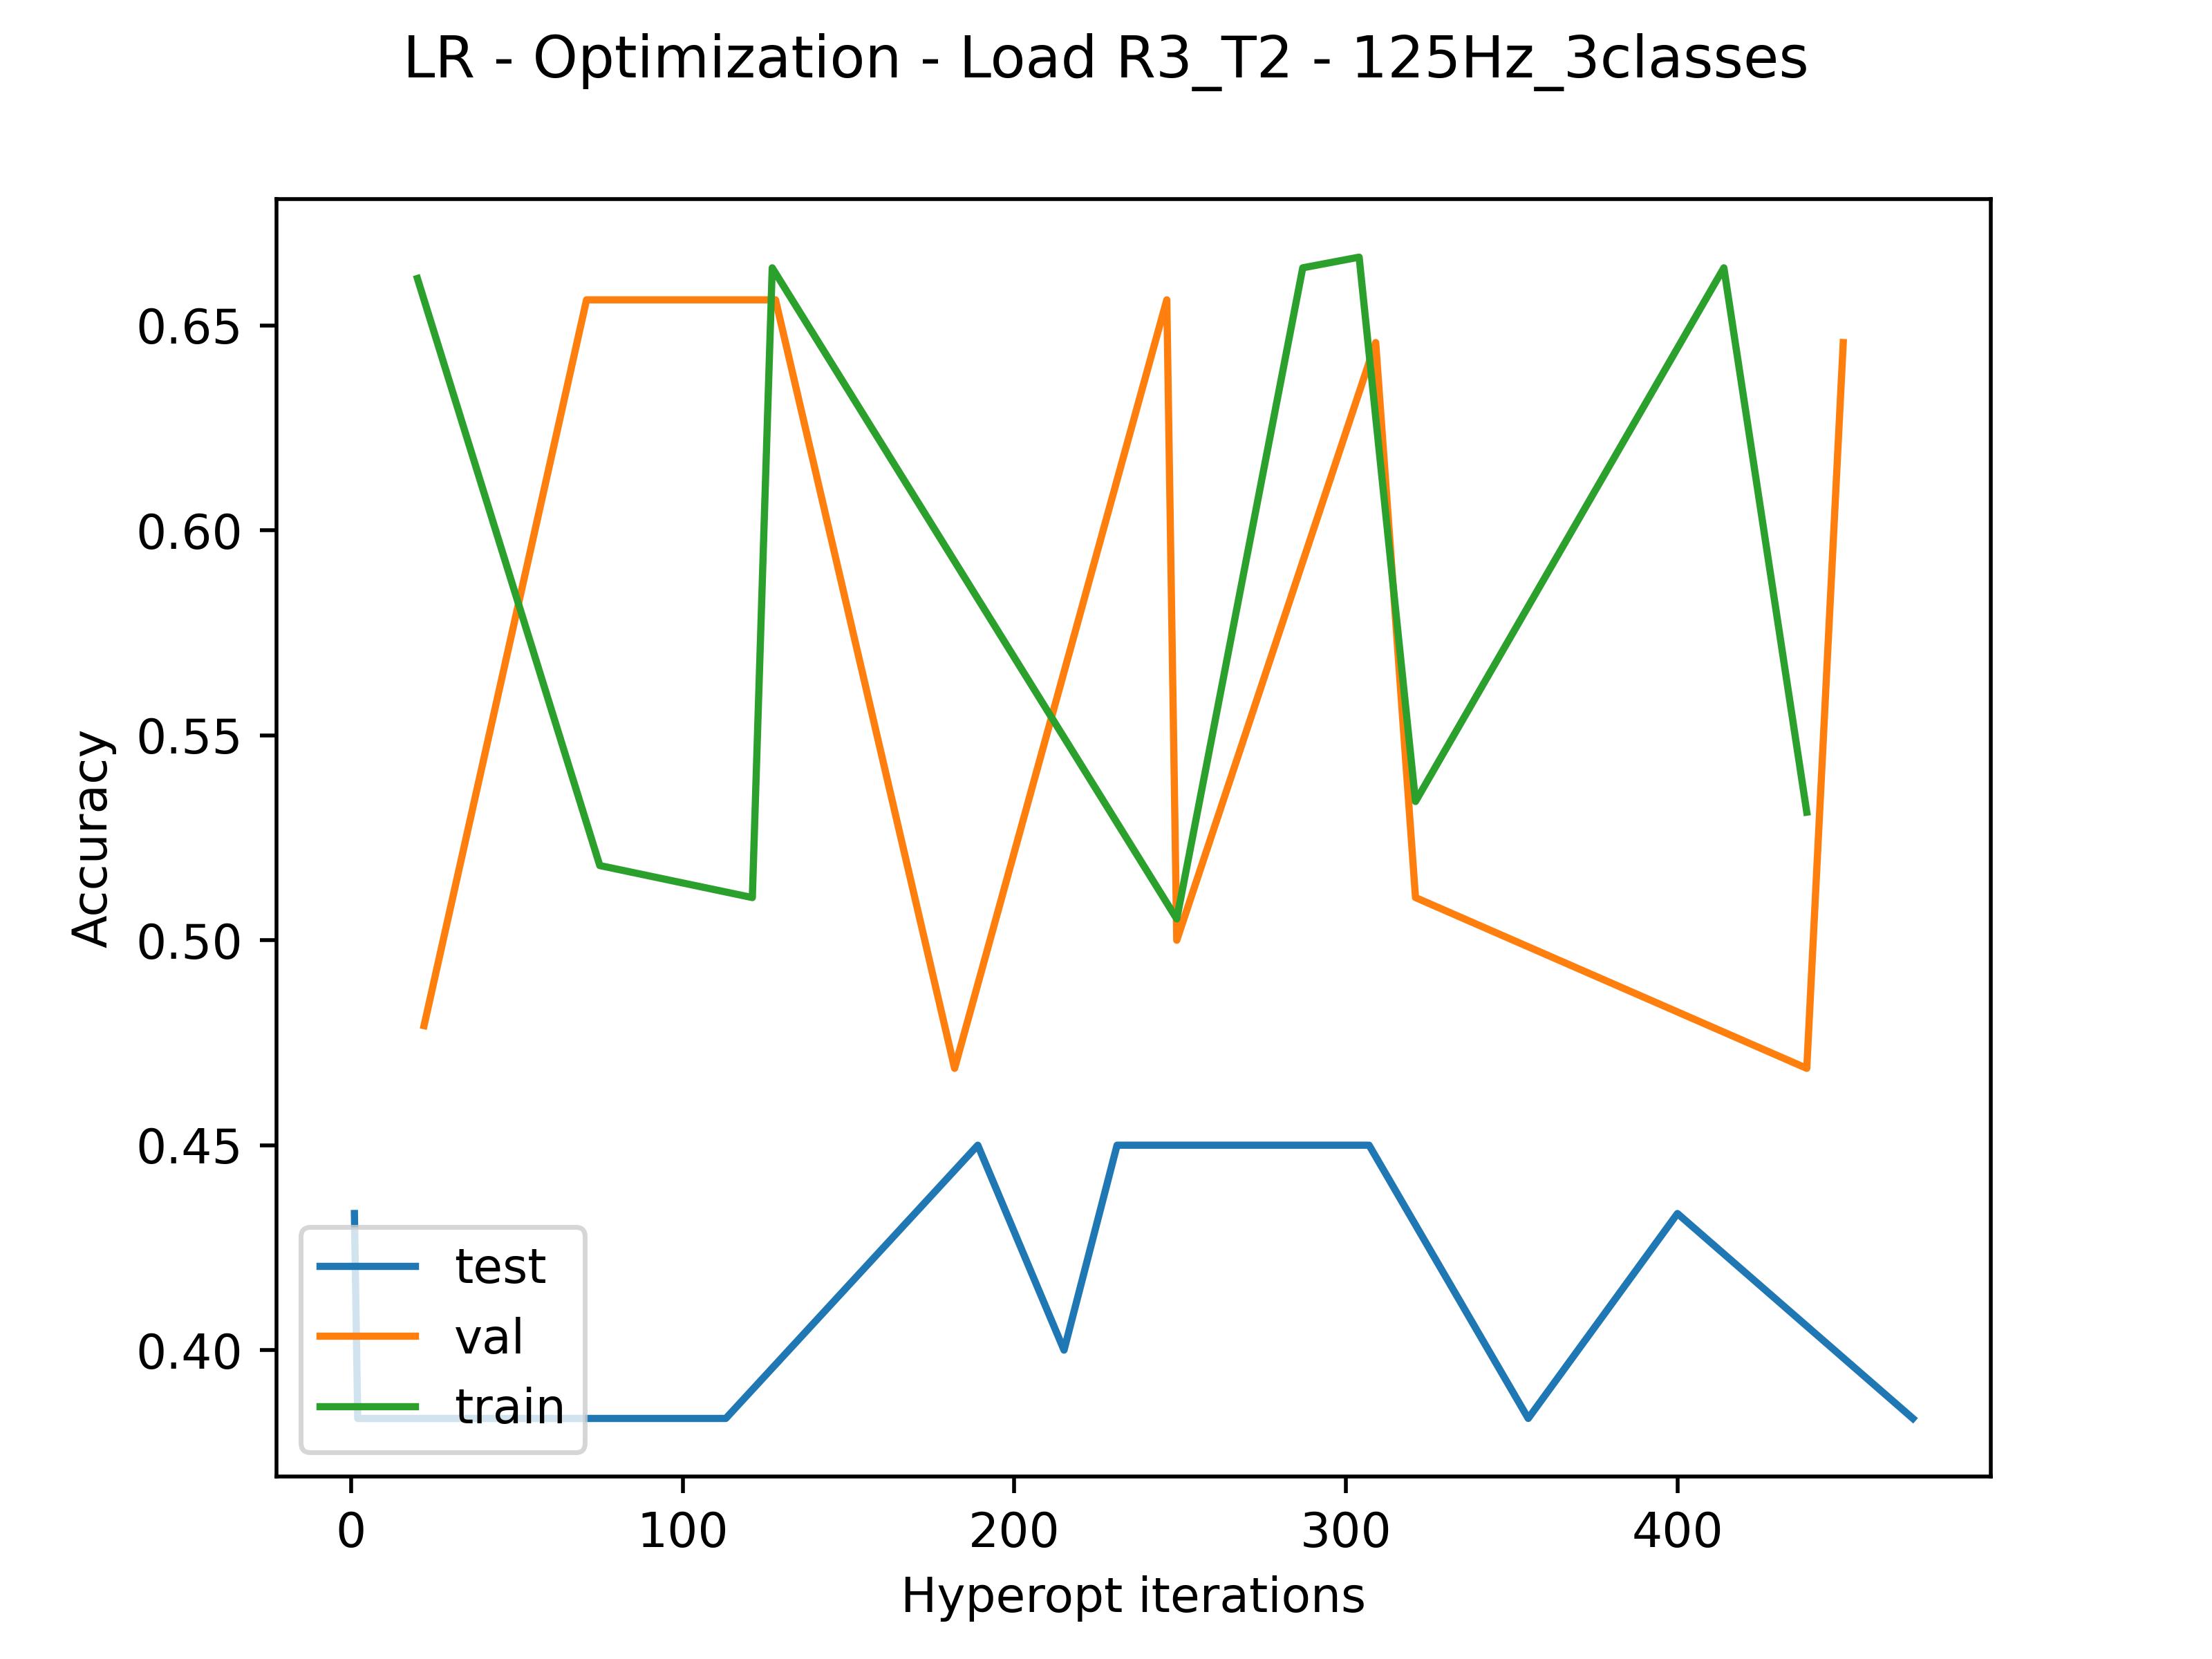 LR - Optimization - Load R3_T2 - 125Hz_3classes
0.65
0.60
0.55
0.50
0.45
0.40
Accuracy
test
val
train
0 100 200 300 400
Hyperopt iterations